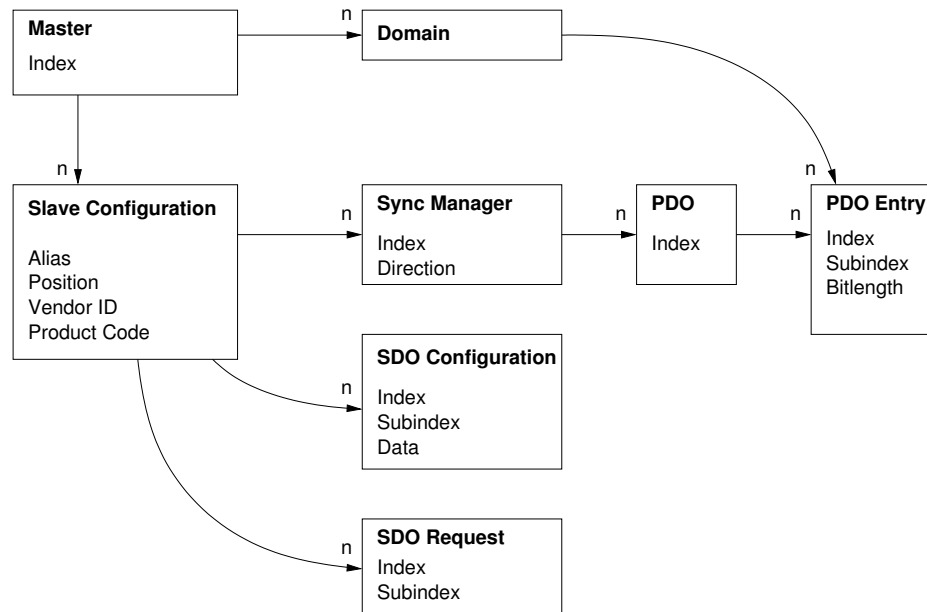 Master
Index
n
Domain
n
Slave Configuration
Alias
Position
Vendor ID
Product Code
n
Sync Manager
Index
Direction
n
PDO
Index
n
n
PDO Entry
Index
Subindex
Bitlength
n
SDO Configuration
Index
Subindex
Data
n
SDO Request
Index
Subindex